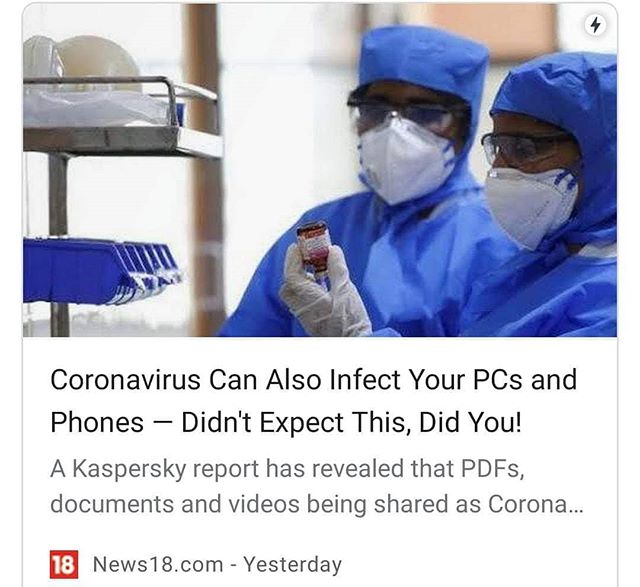 Coronavirus Can Also Infect Your PCs and
Phones — Didn't Expect This, Did You!
A Kaspersky report has revealed that PDFs,
documents and videos being shared as Corona...
18 News18.com - Yesterday